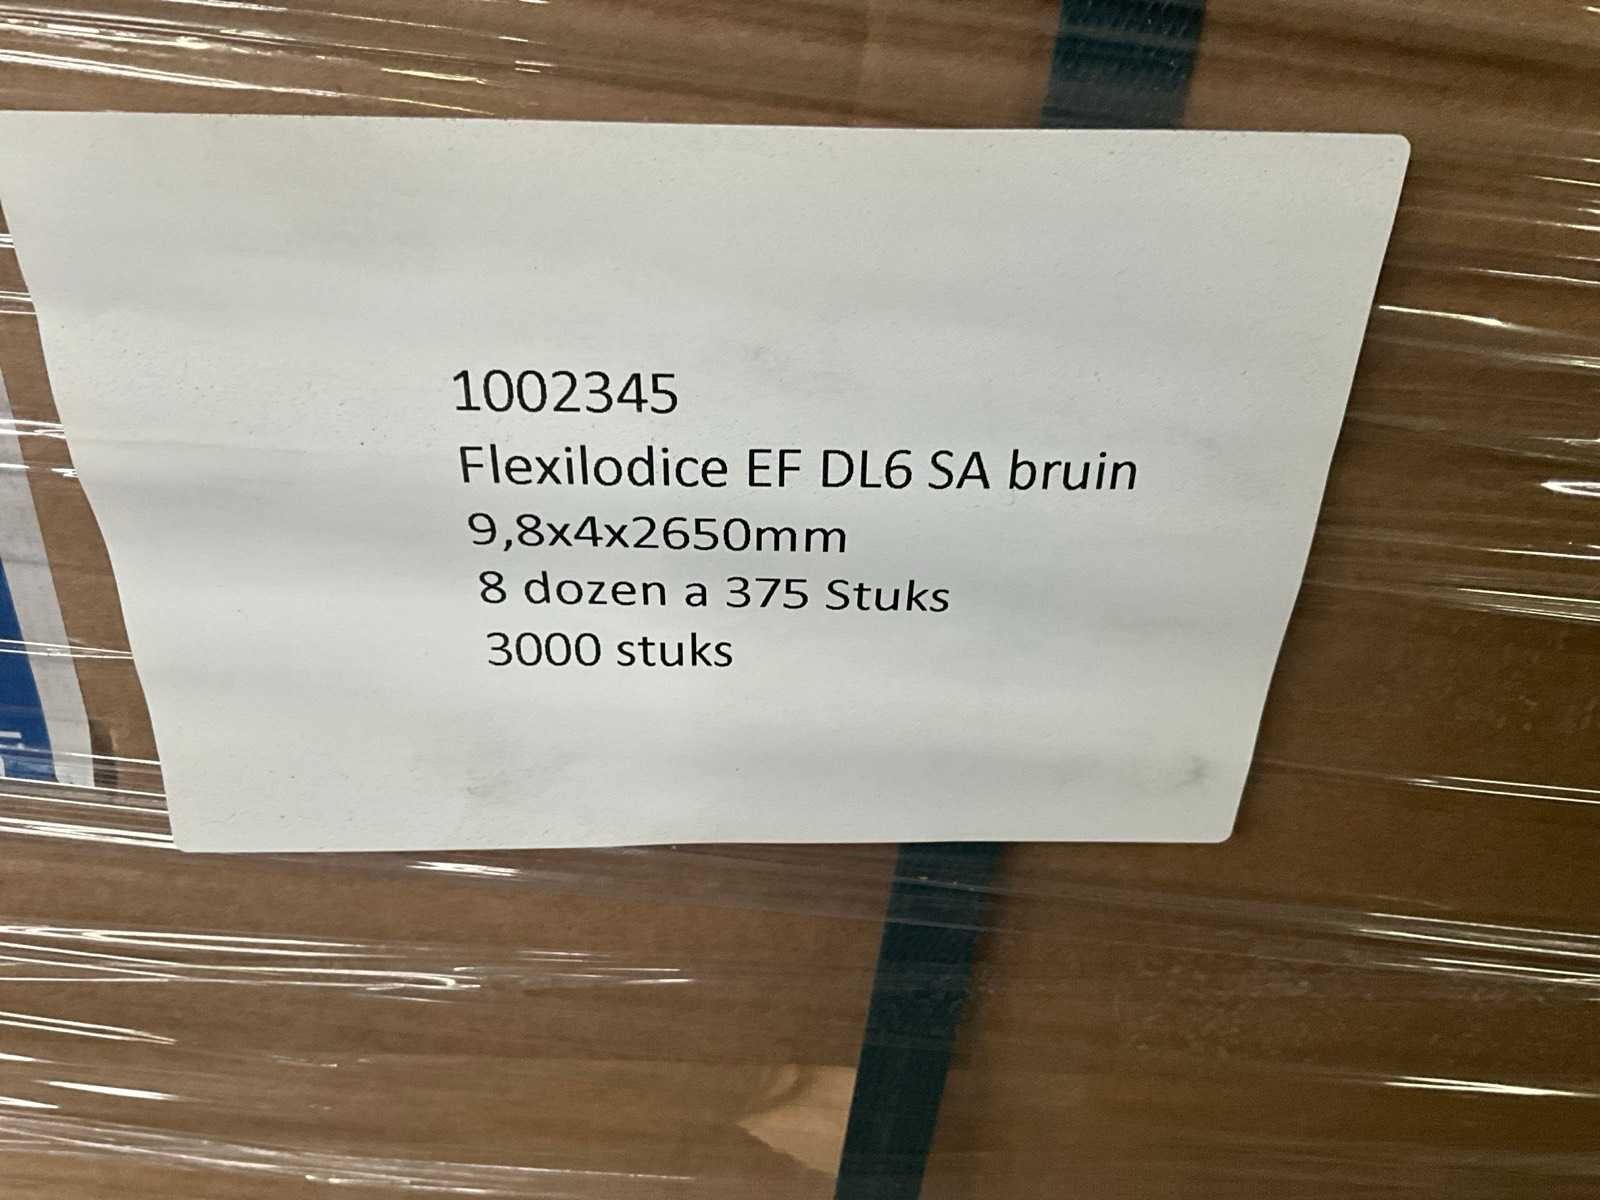 1002345
Flexilodice EF DL6 SA bruin
9,8x4x2650mm
8 dozen a 375 Stuks
3000 stuks